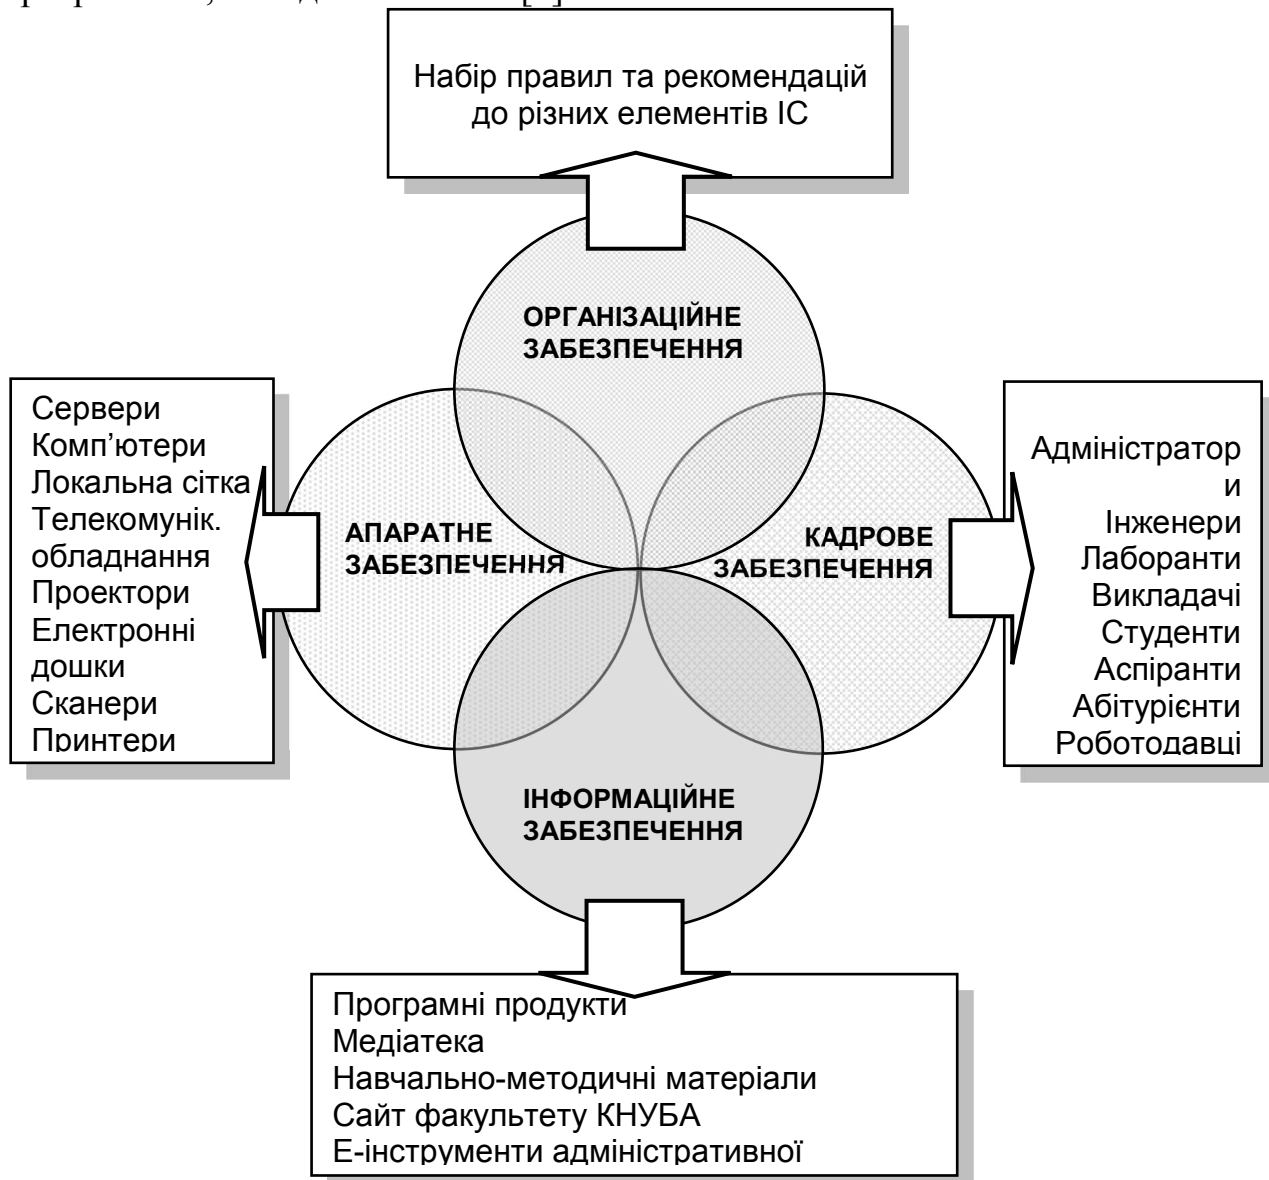 Набір правил та рекомендацій
до різних елементів ІС
ОРГАНІЗАЦІЙНЕ
ЗАБЕЗПЕЧЕННЯ
Сервери
Комп’ютери
Локальна сітка
Телекомунік.
обладнання
Проектори
Електронні
дошки
Сканери
Принтери
АПАРАТНЕ
ЗАБЕЗПЕЧЕННЯ
КАДРОВЕ
ЗАБЕЗПЕЧЕННЯ
Адміністратор
и
Інженери
Лаборанти
Викладачі
Студенти
Аспіранти
Абітурієнти
Роботодавці
ІНФОРМАЦІЙНЕ
ЗАБЕЗПЕЧЕННЯ
Програмні продукти
Медіатека
Навчально-методичні матеріали
Сайт факультету КНУБА
Е-інструменти адміністративної